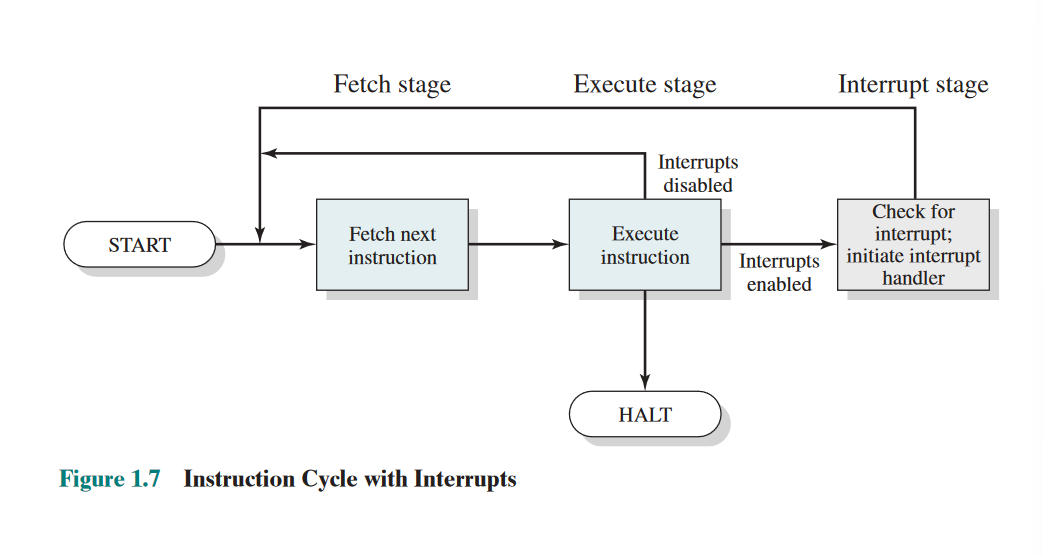 Fetch stage
Execute stage
Interrupt stage
Interrupts
disabled
START
Fetch next
instruction
Execute
instruction
Interrupts
enabled
Check for
interrupt;
initiate interrupt
handler
HALT
Figure 1.7 Instruction Cycle with Interrupts